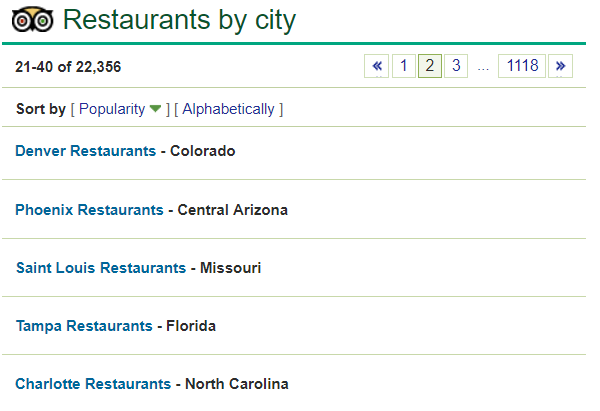 Restaurants by city
21-40 of 22,356 « 1 2 3 ... 1118 »
Sort by [ Popularity ] [ Alphabetically ]
Denver Restaurants - Colorado
Phoenix Restaurants - Central Arizona
Saint Louis Restaurants - Missouri
Tampa Restaurants - Florida
Charlotte Restaurants - North Carolina